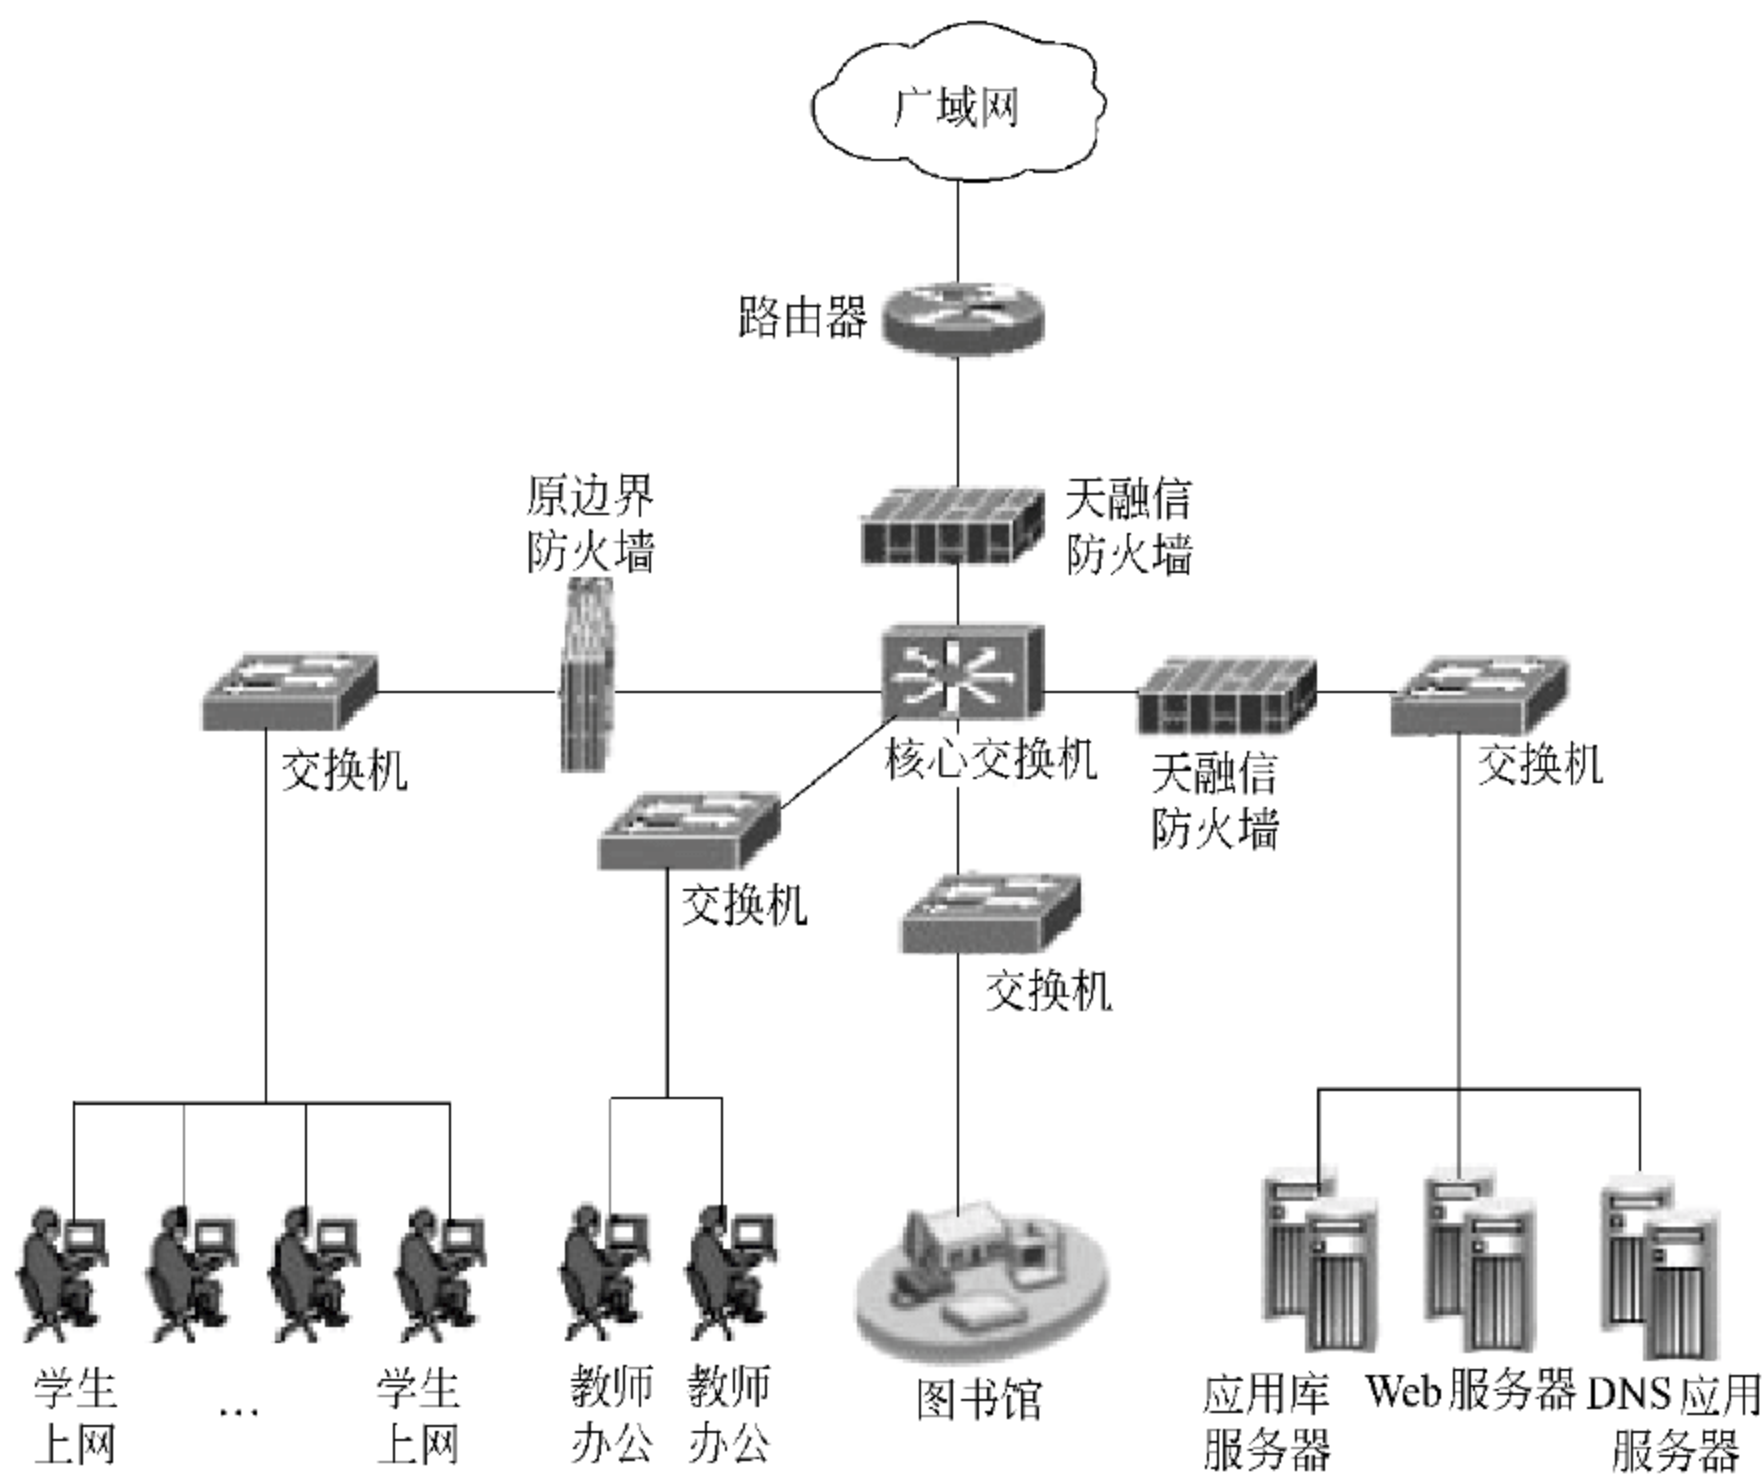 广域网
路由器
原边界
防火墙
天融信
防火墙
交换机
核心交换机
天融信
防火墙
交换机
交换机
交换机
学生
上网
…
学生
上网
教师
办公
教师
办公
图书馆
应用库
服务器
Web服务器
DNS应用
服务器